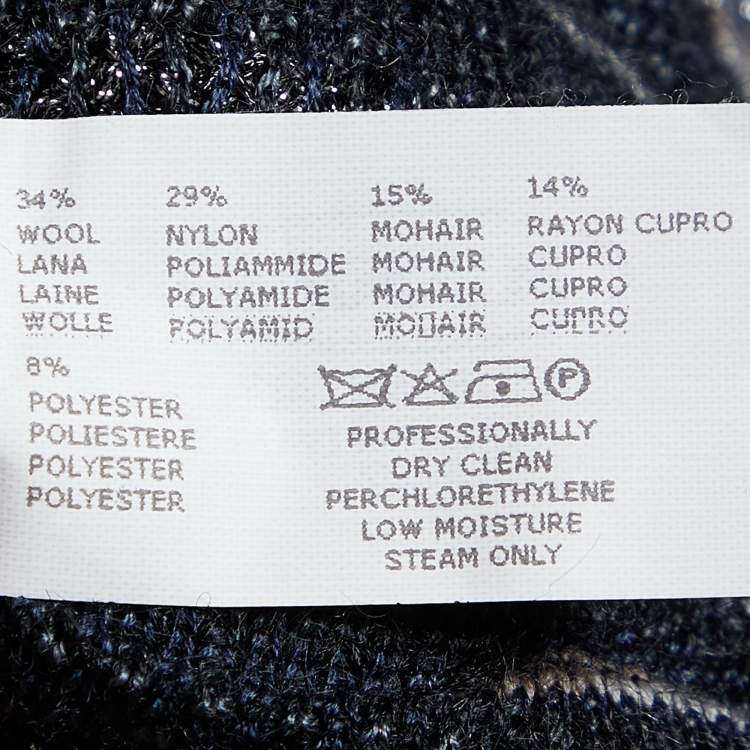 34%
WOOL
LANA
LAINE
WOLLE
29%
NYLON
POLIAMMIDE
POLYAMIDE
POLYAMID
15%
MOHAIR
MOHAIR
MOHAIR
MOHAIR
14%
RAYON CUPRO
CUPRO
CUPRO
CUPRO
8%
POLYESTER
POLIESTERE
POLYESTER
POLYESTER
P
PROFESSIONALLY
DRY CLEAN
PERCHLORETHYLENE
LOW MOISTURE
STEAM ONLY